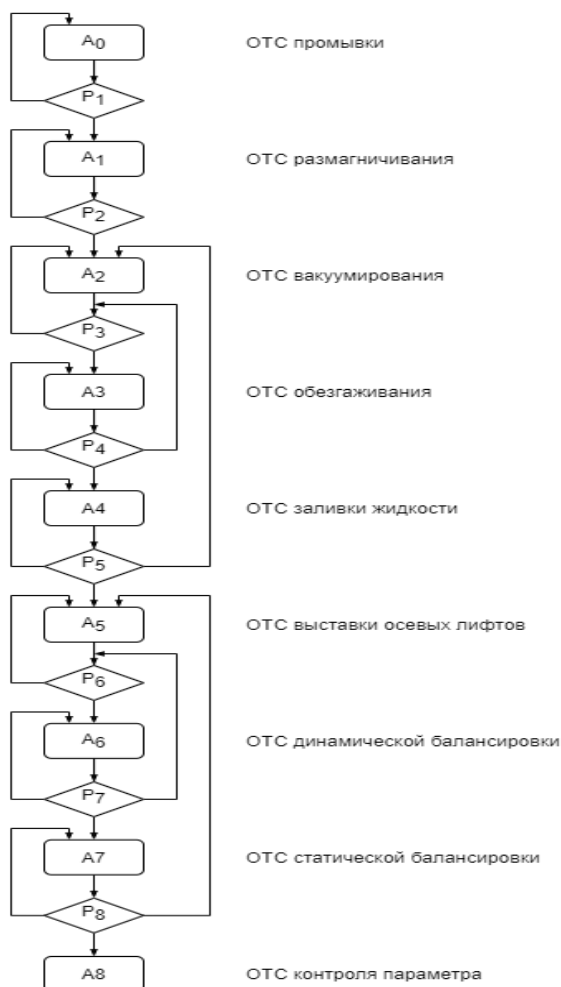 A0 ОТС промывки
P1
A1 ОТС размагничивания
P2
A2 ОТС вакуумирования
P3
A3 ОТС обезгаживания
P4
A4 ОТС заливки жидкости
P5
A5 ОТС выставки осевых лифтов
P6
A6 ОТС динамической балансировки
P7
A7 ОТС статической балансировки
P8
A8 ОТС контроля параметра